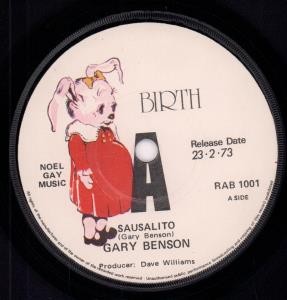 BIRTH
A
Release Date
23·2·73
NOEL
GAY
MUSIC
RAB 1001
A SIDE
SAUSALITO
(Gary Benson)
GARY BENSON
Producer: Dave Williams